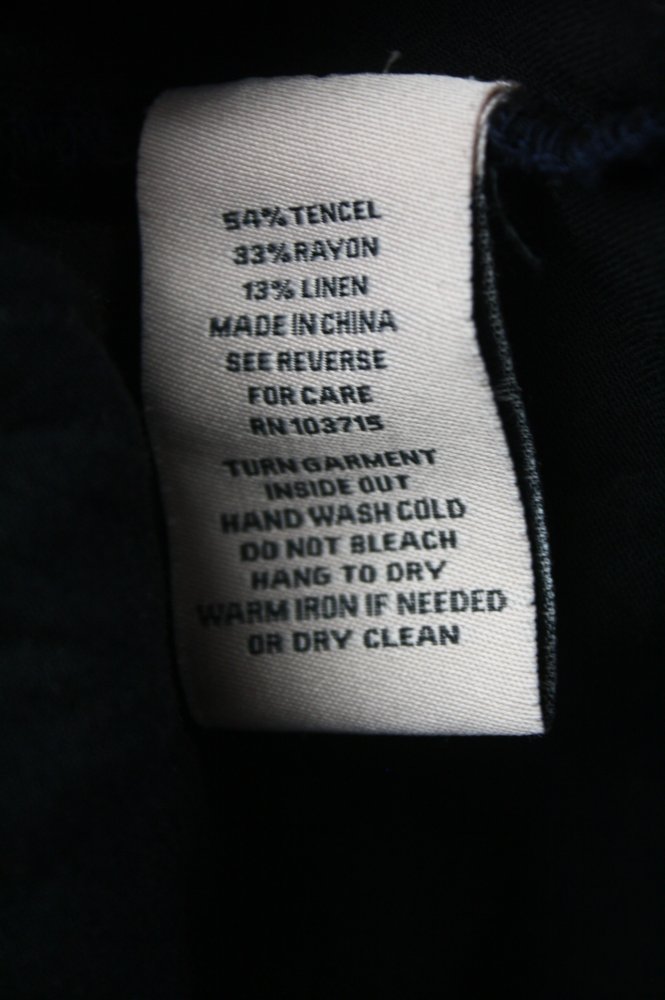 54% TENCEL
33% RAYON
13% LINEN
MADE IN CHINA
SEE REVERSE
FOR CARE
RN 103715
TURN GARMENT
INSIDE OUT
HAND WASH COLD
DO NOT BLEACH
HANG TO DRY
WARM IRON IF NEEDED
OR DRY CLEAN